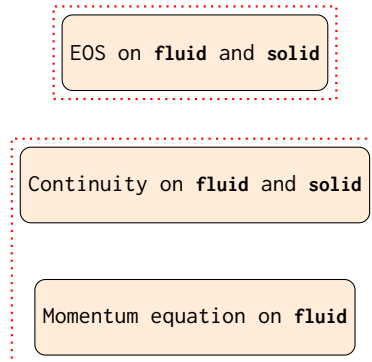 EOS on fluid and solid
Continuity on fluid and solid
Momentum equation on fluid